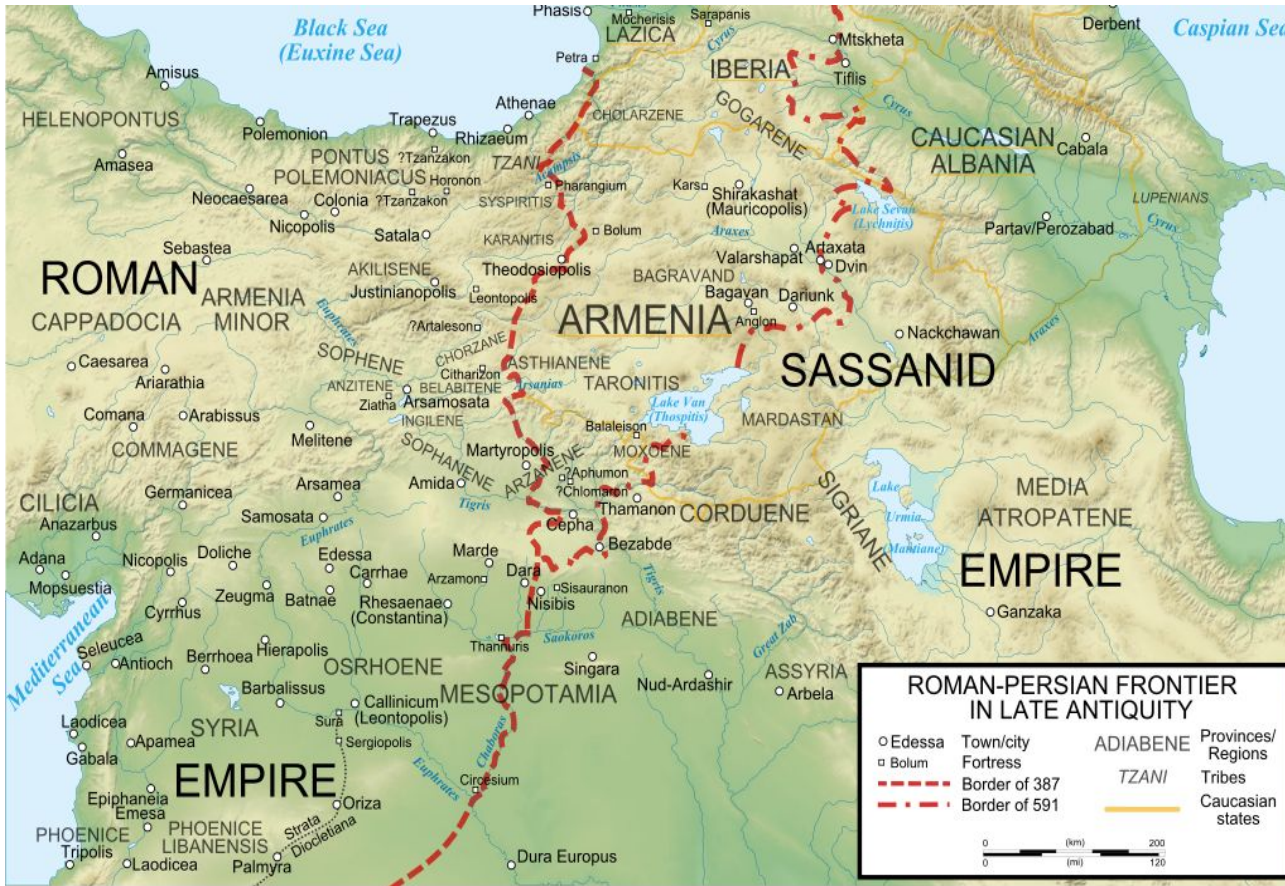 Phasis
Mocherisis
Sarapanis
Derbent
Black Sea
(Euxine Sea)
LAZICA
Cyrus
Mtskheta
Caspian Sea
Petra
IBERIA
Tiflis
Amisus
Athenae
CHOLARZENE
GOGARENE
Cyrus
HELENOPONTUS
Polemonion
Trapezus
Rhizaeum
CAUCASIAN
ALBANIA
Cabala
Amasea
PONTUS
POLEMONIACUS
?Tzanzakon
TZANI
Acampsis
Horonon
Pharangium
Kars
Shirakashat
(Mauricopolis)
Lake Sevan
(Lychnitis)
LUPENIANS
Neocaesarea
Colonia
?Tzanzakon
SYSPIRITIS
Nicopolis
Satala
KARANITIS
Bolum
Araxes
Artaxata
Partav/Perozabad
Cyrus
Sebastea
Theodosiopolis
Valarshapat
Dvin
ROMAN
AKILISENE
Justinianopolis
BAGRAVAND
Leontopolis
Bagavan
Dariunk
CAPPADOCIA
ARMENIA
MINOR
Euphrates
?Artaleson
ARMENIA
Anglon
Nackchawan
Araxes
Caesarea
SOPHENE
CHORZANE
ASTHIANENE
SASSANID
Ariarathia
ANZITENE
Citharizon
BELABITENE
Arsanias
TARONITIS
Ziatha
Arsamosata
Lake Van
(Thospitis)
MARDASTAN
Comana
Arabissus
INGILENE
Balaleison
COMMAGENE
Melitene
SOPHANENE
Martyropolis
MOXOENE
ARZANENE
?Aphumon
?Chlomaron
SIGRIANE
Lake
Urmia
(Mantiane)
MEDIA
ATROPATENE
CILICIA
Germanicea
Arsamea
Amida
Tigris
Thamanon
CORDUENE
Anazarbus
Samosata
Euphrates
Cepha
Bezabde
EMPIRE
Adana
Nicopolis
Doliche
Edessa
Marde
Mopsuestia
Carrhae
Arzamon
Dara
Sisauranon
Tigris
Zeugma
Batnae
Rhesaenae
(Constantina)
Nisibis
Ganzaka
Cyrrhus
ADIABENE
Great Zab
Mediterranean
Sea
Seleucea
Antioch
Berrhoea
Hierapolis
Thannuris
Saokoros
OSRHOENE
Singara
ASSYRIA
Barbalissus
Callinicum
(Leontopolis)
MESOPOTAMIA
Nud-Ardashir
Arbela
Laodicea
SYRIA
Sura
Gabala
Apamea
Sergiopolis
Chaboras
EMPIRE
Euphrates
Circesium
Epiphaneia
Emesa
Oriza
PHOENICE
PHOENICE
LIBANENSIS
Strata
Diocletiana
Tripolis
Laodicea
Palmyra
Dura Europus
ROMAN-PERSIAN FRONTIER
IN LATE ANTIQUITY
Edessa Town/city
Bolum Fortress
Border of 387
Border of 591
ADIABENE Provinces/
Regions
TZANI Tribes
Caucasian
states
0 (km) 200
0 (mi) 120